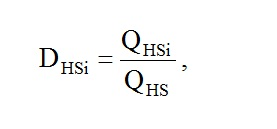 D_HSi = Q_HSi / Q_HS ,